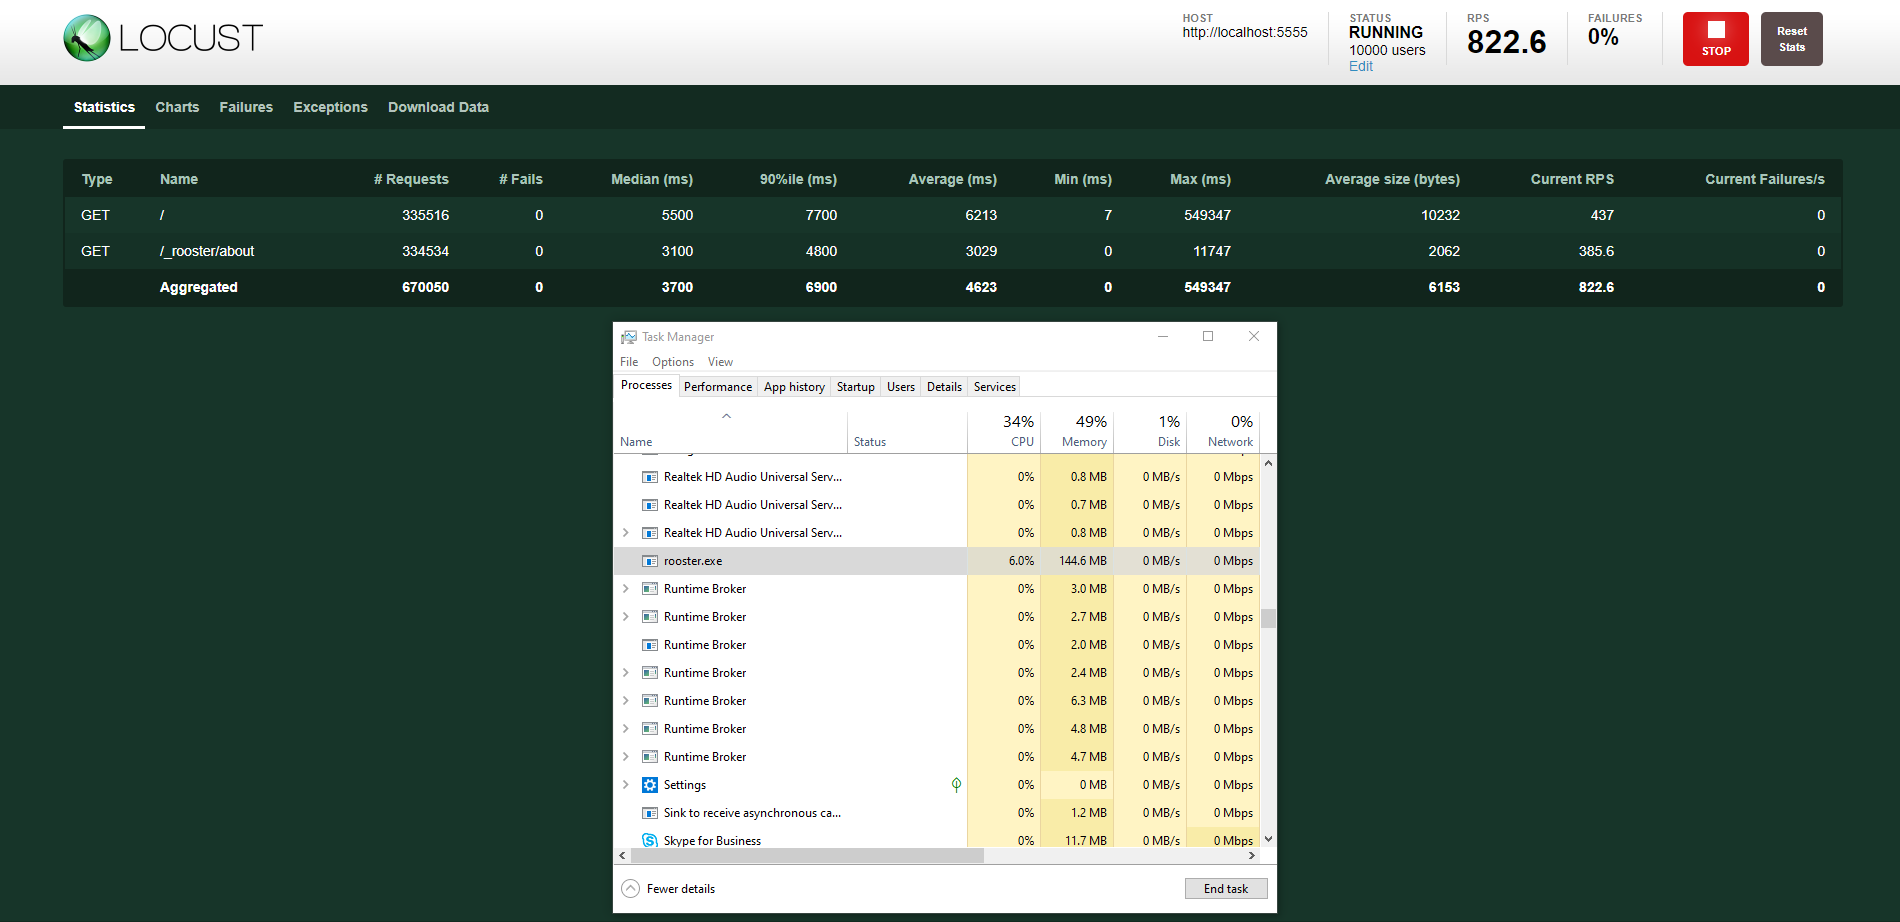 LOCUST
HOST
http://localhost:5555
STATUS
RUNNING
10000 users
Edit
RPS
822.6
FAILURES
0%
STOP
Reset
Stats
Statistics Charts Failures Exceptions Download Data
Type Name # Requests # Fails Median (ms) 90%ile (ms) Average (ms) Min (ms) Max (ms) Average size (bytes) Current RPS Current Failures/s
GET / 335516 0 5500 7700 6213 7 549347 10232 437 0
GET /_rooster/about 334534 0 3100 4800 3029 0 11747 2062 385.6 0
Aggregated 670050 0 3700 6900 4623 0 549347 6153 822.6 0
Task Manager
File Options View
Processes Performance App history Startup Users Details Services
34% 49% 1% 0%
Name Status CPU Memory Disk Network
Realtek HD Audio Universal Serv... 0% 0.8 MB 0 MB/s 0 Mbps
Realtek HD Audio Universal Serv... 0% 0.7 MB 0 MB/s 0 Mbps
Realtek HD Audio Universal Serv... 0% 0.8 MB 0 MB/s 0 Mbps
rooster.exe 6.0% 144.6 MB 0 MB/s 0 Mbps
Runtime Broker 0% 3.0 MB 0 MB/s 0 Mbps
Runtime Broker 0% 2.7 MB 0 MB/s 0 Mbps
Runtime Broker 0% 2.0 MB 0 MB/s 0 Mbps
Runtime Broker 0% 2.4 MB 0 MB/s 0 Mbps
Runtime Broker 0% 6.3 MB 0 MB/s 0 Mbps
Runtime Broker 0% 4.8 MB 0 MB/s 0 Mbps
Runtime Broker 0% 4.7 MB 0 MB/s 0 Mbps
Settings 0% 0 MB 0 MB/s 0 Mbps
Sink to receive asynchronous ca... 0% 1.2 MB 0 MB/s 0 Mbps
Skype for Business 0% 11.7 MB 0 MB/s 0 Mbps
Fewer details
End task